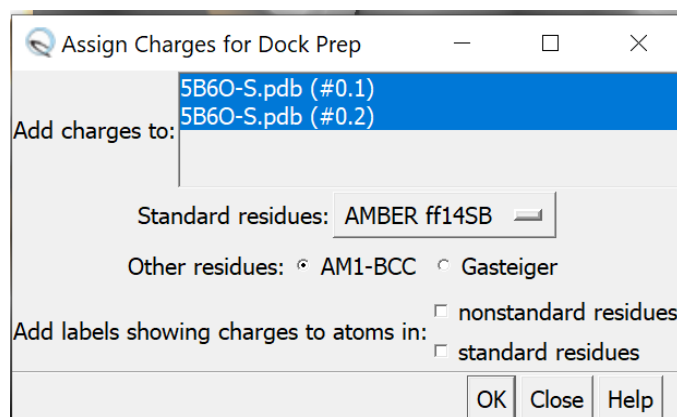 Assign Charges for Dock Prep
5B6O-S.pdb (#0.1)
5B6O-S.pdb (#0.2)
Add charges to:
Standard residues: AMBER ff14SB
Other residues: AM1-BCC Gasteiger
Add labels showing charges to atoms in:
nonstandard residues
standard residues
OK Close Help